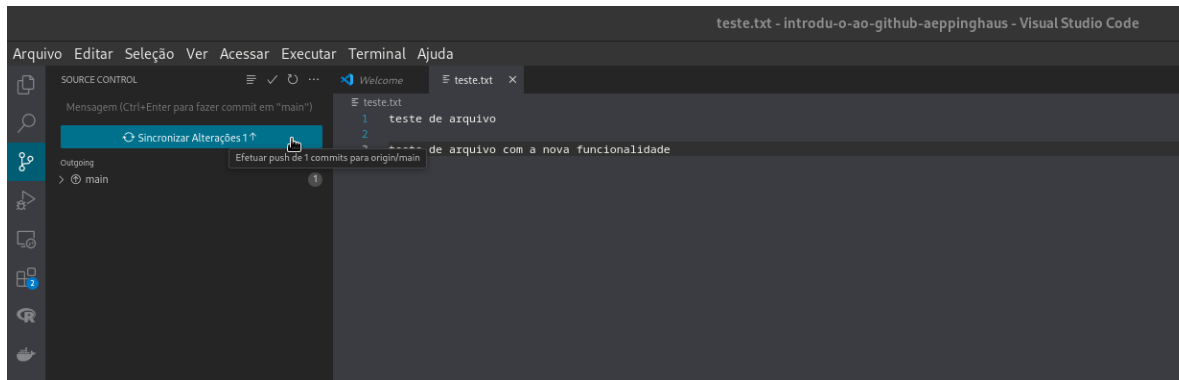 teste.txt - introdu-o-ao-github-aeppinghaus - Visual Studio Code
Arquivo Editar Seleção Ver Acessar Executar Terminal Ajuda
SOURCE CONTROL
Welcome
teste.txt
Mensagem (Ctrl+Enter para fazer commit em "main")
teste.txt
1 teste de arquivo
Sincronizar Alterações 1↑
2
de arquivo com a nova funcionalidade
Efetuar push de 1 commits para origin/main
Outgoing
main
1
2
R